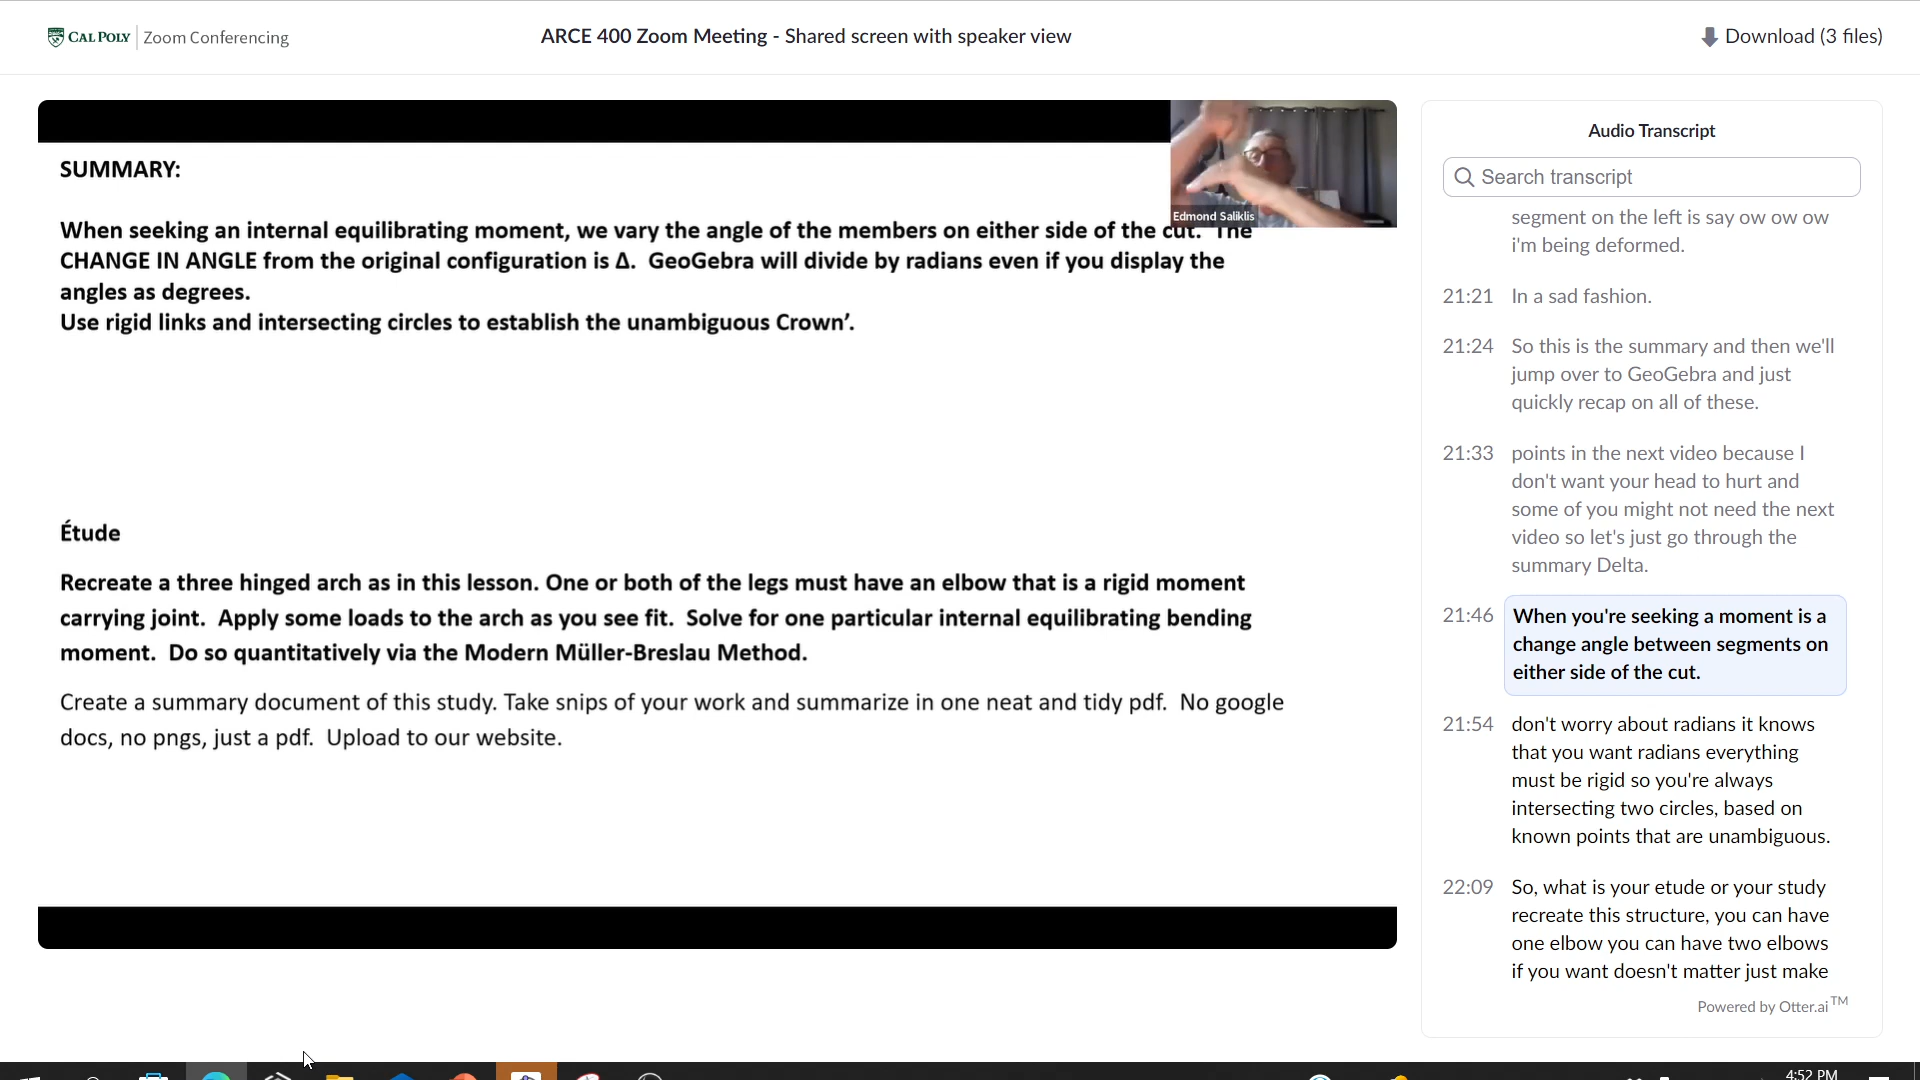 CAL POLY Zoom Conferencing
ARCE 400 Zoom Meeting - Shared screen with speaker view
Download (3 files)
SUMMARY:
When seeking an internal equilibrating moment, we vary the angle of the members on either side of the cut. The
CHANGE IN ANGLE from the original configuration is Δ. GeoGebra will divide by radians even if you display the
angles as degrees.
Use rigid links and intersecting circles to establish the unambiguous Crown’.
Étude
Recreate a three hinged arch as in this lesson. One or both of the legs must have an elbow that is a rigid moment
carrying joint. Apply some loads to the arch as you see fit. Solve for one particular internal equilibrating bending
moment. Do so quantitatively via the Modern Müller-Breslau Method.
Create a summary document of this study. Take snips of your work and summarize in one neat and tidy pdf. No google
docs, no pngs, just a pdf. Upload to our website.
Edmond Saliklis
Audio Transcript
Search transcript
segment on the left is say ow ow ow
i'm being deformed.
21:21 In a sad fashion.
21:24 So this is the summary and then we'll
jump over to GeoGebra and just
quickly recap on all of these.
21:33 points in the next video because I
don't want your head to hurt and
some of you might not need the next
video so let's just go through the
summary Delta.
21:46 When you're seeking a moment is a
change angle between segments on
either side of the cut.
21:54 don't worry about radians it knows
that you want radians everything
must be rigid so you're always
intersecting two circles, based on
known points that are unambiguous.
22:09 So, what is your etude or your study
recreate this structure, you can have
one elbow you can have two elbows
if you want doesn't matter just make
Powered by Otter.ai™
4:52 PM